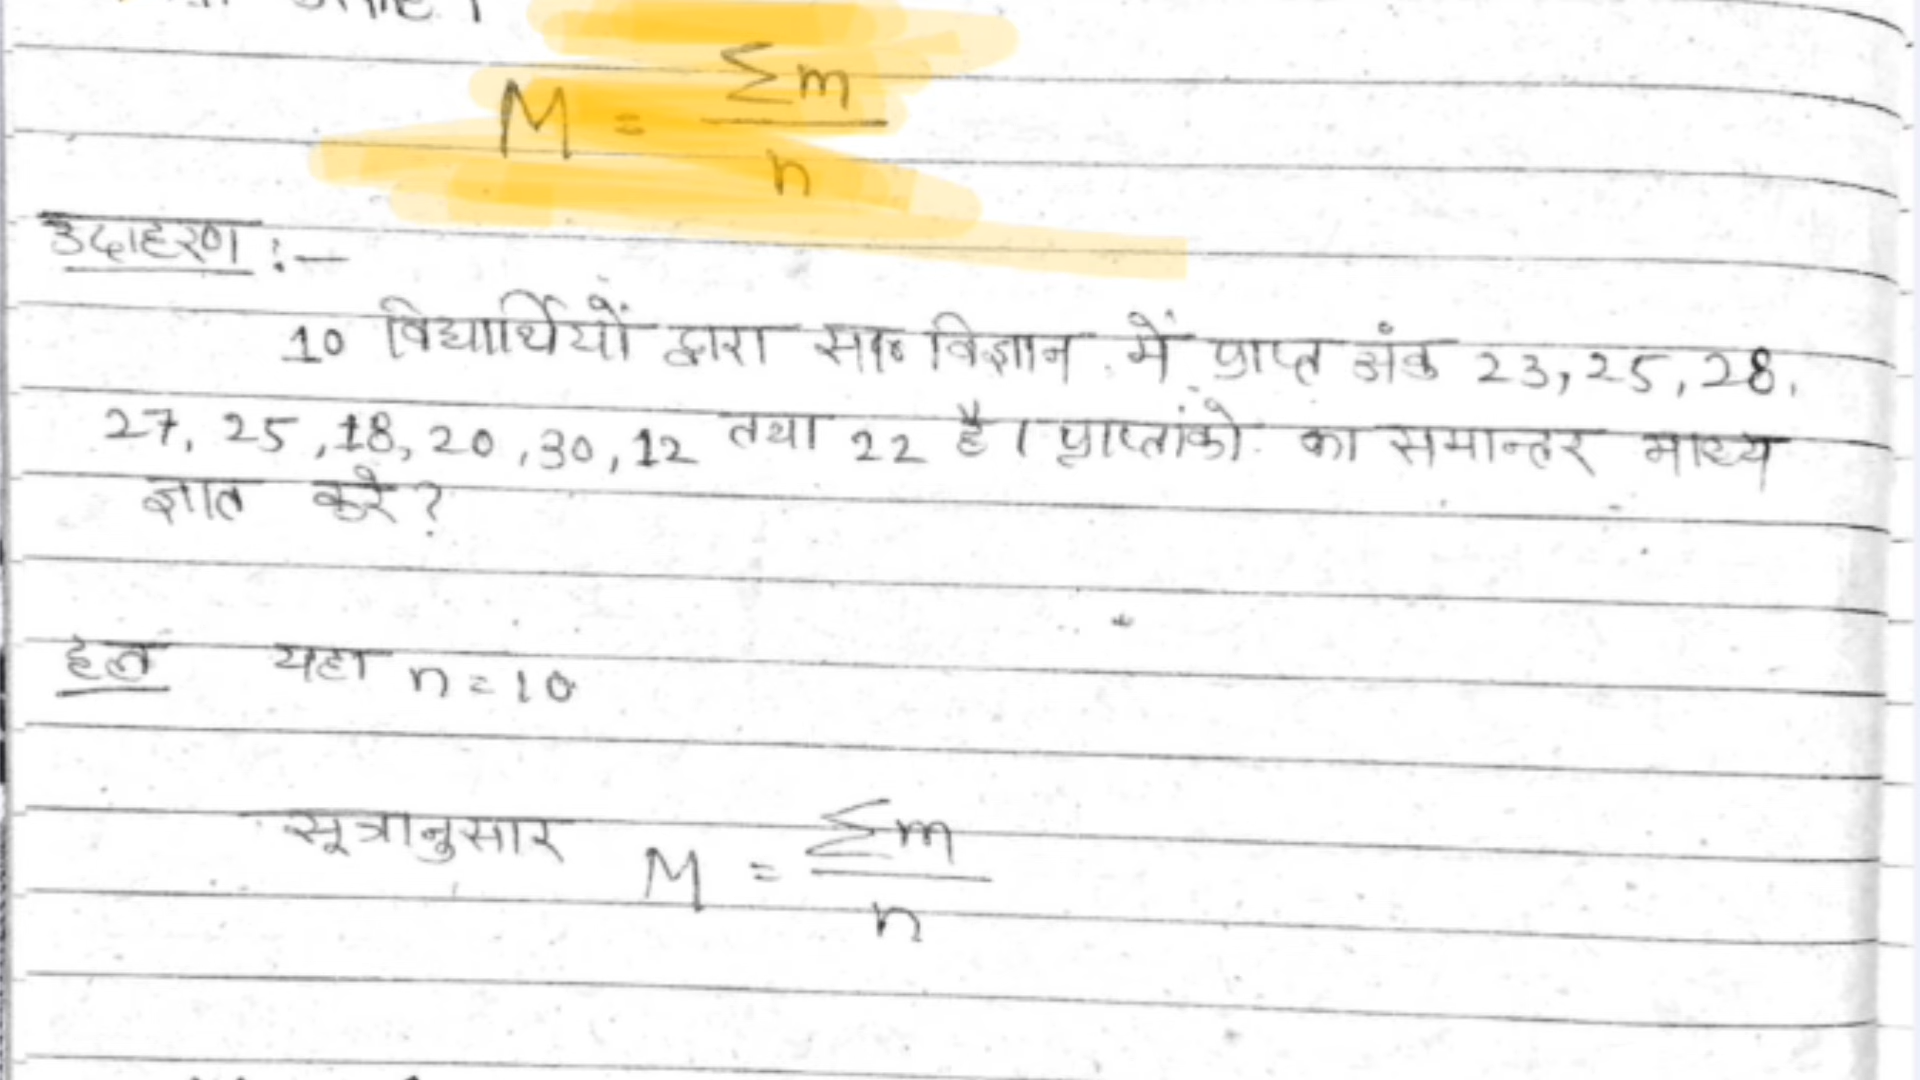 M = Σm
n
उदाहरण :-
10 विद्यार्थियों द्वारा सा० विज्ञान में प्राप्त अंक 23, 25, 28,
27, 25, 18, 20, 30, 12 तथा 22 है। प्राप्तांको का समान्तर माध्य
ज्ञात करे?
हल यहा n = 10
सूत्रानुसार M = Σm
n